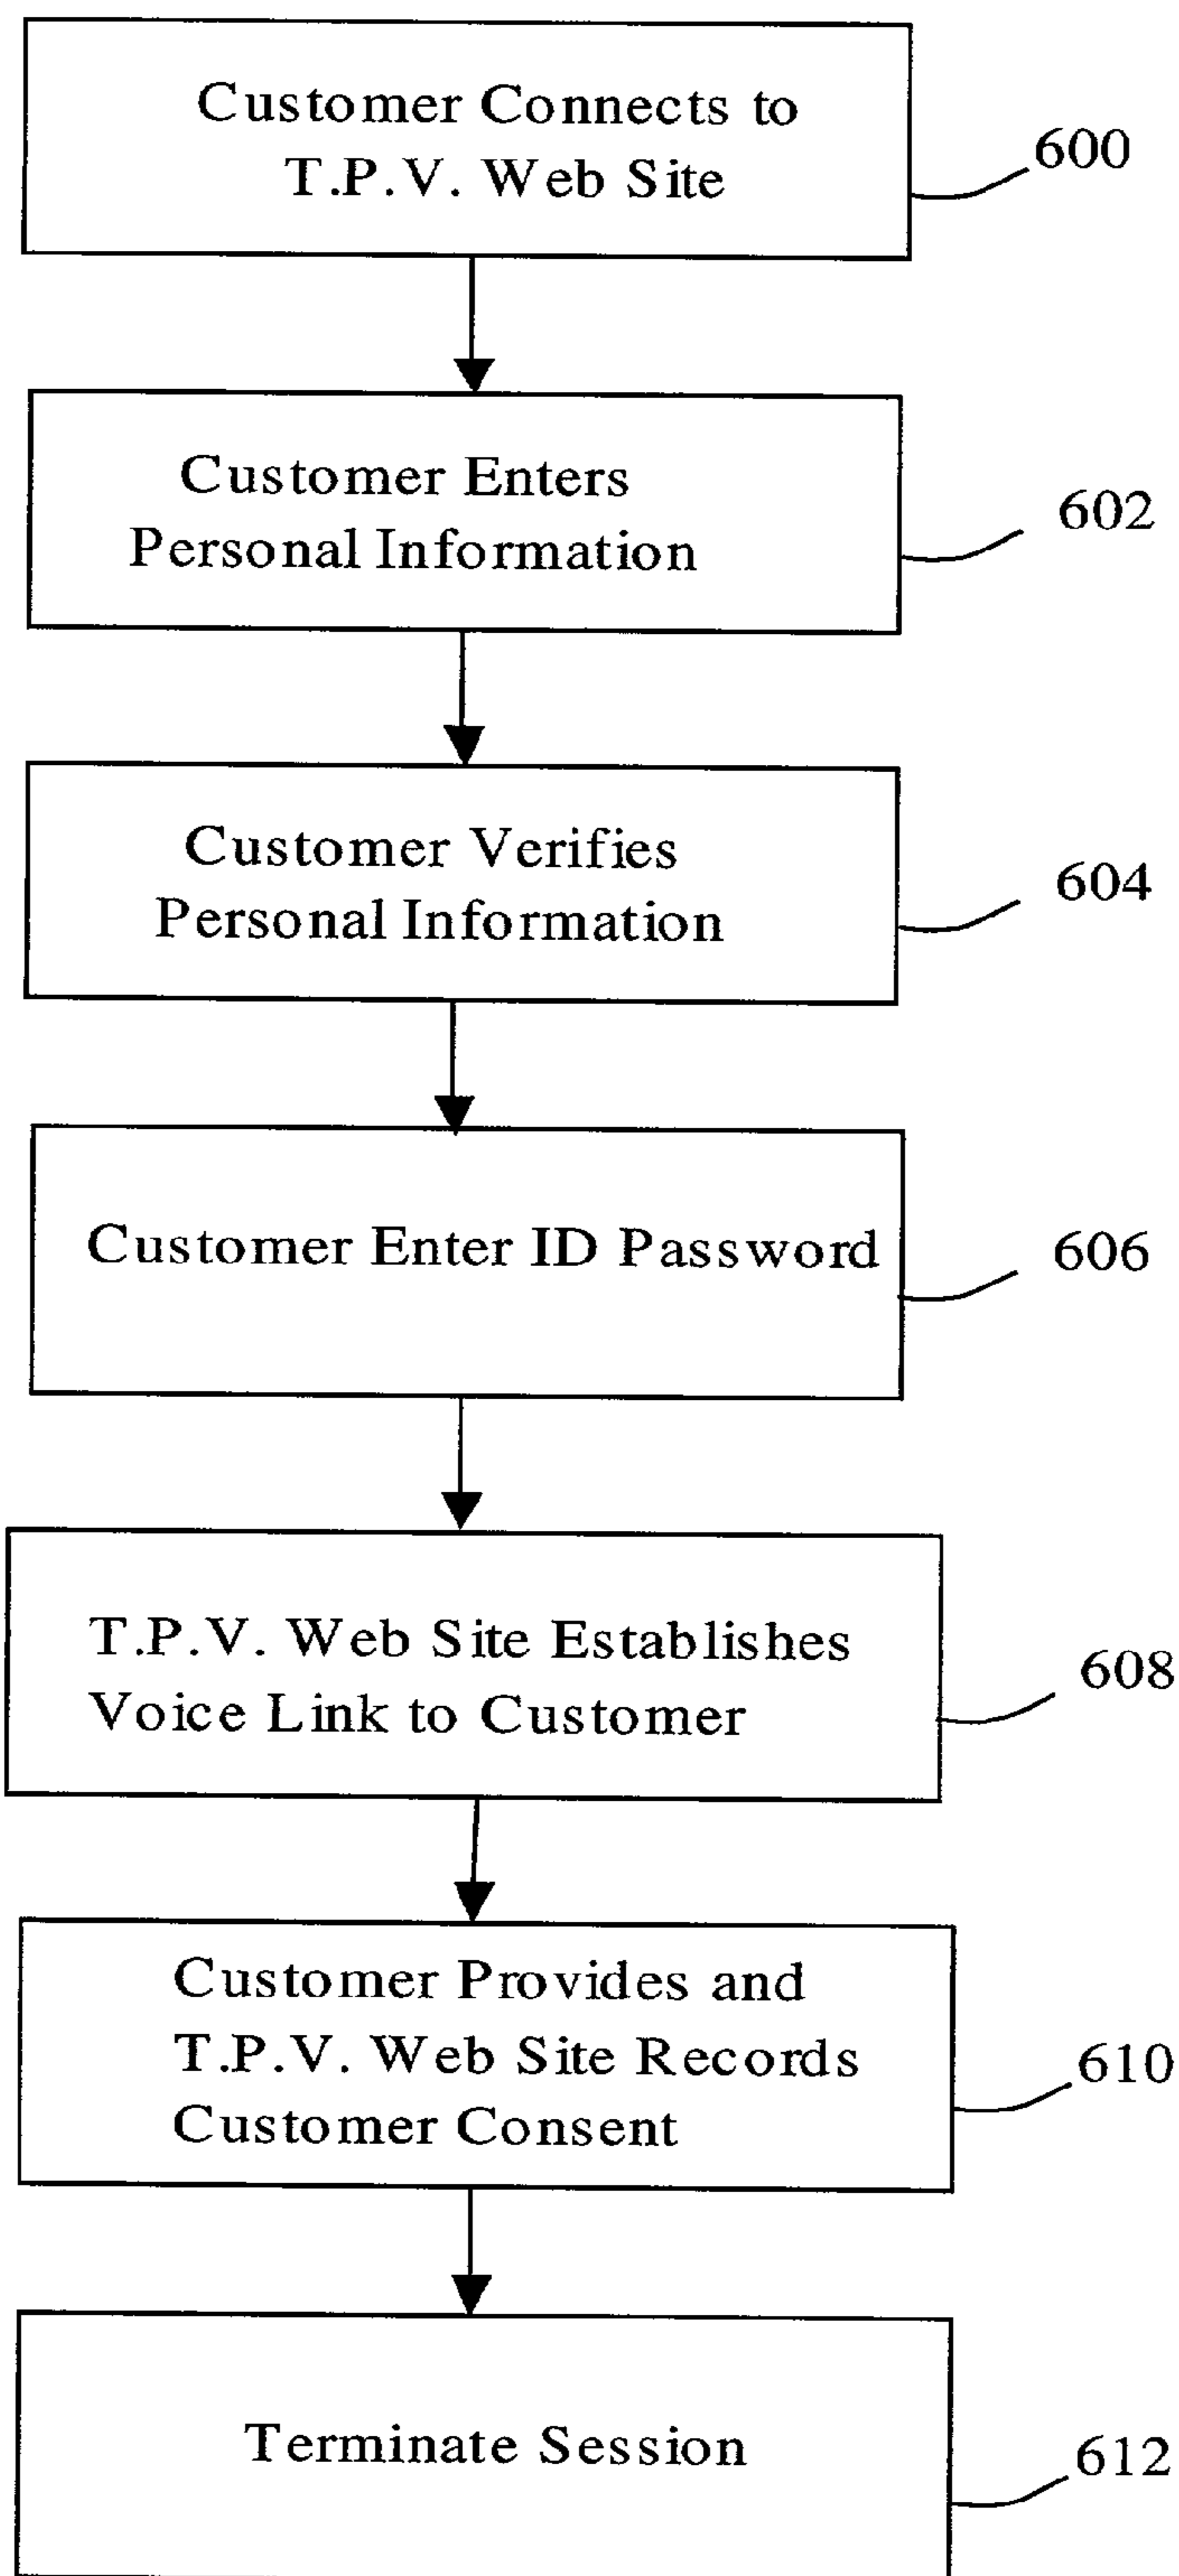 Customer Connects to
T.P.V. Web Site
600
Customer Enters
Personal Information
602
Customer Verifies
Personal Information
604
Customer Enter ID Password
606
T.P.V. Web Site Establishes
Voice Link to Customer
608
Customer Provides and
T.P.V. Web Site Records
Customer Consent
610
Terminate Session
612